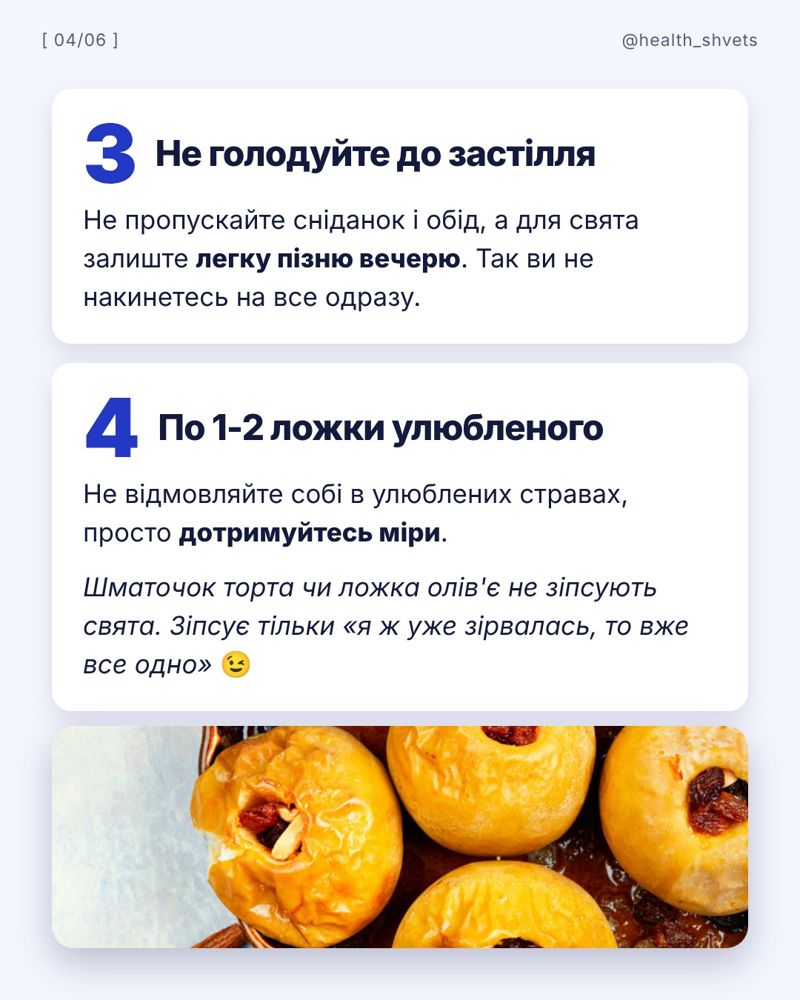 [ 04/06 ]
@health_shvets
3 Не голодуйте до застілля
Не пропускайте сніданок і обід, а для свята
залиште легку пізню вечерю. Так ви не
накинетесь на все одразу.
4 По 1-2 ложки улюбленого
Не відмовляйте собі в улюблених стравах,
просто дотримуйтесь міри.
Шматочок торта чи ложка олів'є не зіпсують
свята. Зіпсує тільки «я ж уже зірвалась, то вже
все одно» 😉